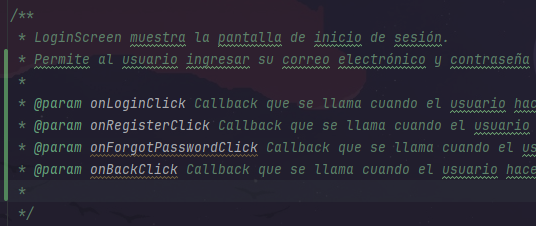 /**
* LoginScreen muestra la pantalla de inicio de sesión.
* Permite al usuario ingresar su correo electrónico y contraseña
*
* @param onLoginClick Callback que se llama cuando el usuario hac
* @param onRegisterClick Callback que se llama cuando el usuario
* @param onForgotPasswordClick Callback que se llama cuando el us
* @param onBackClick Callback que se llama cuando el usuario hace
*
*/